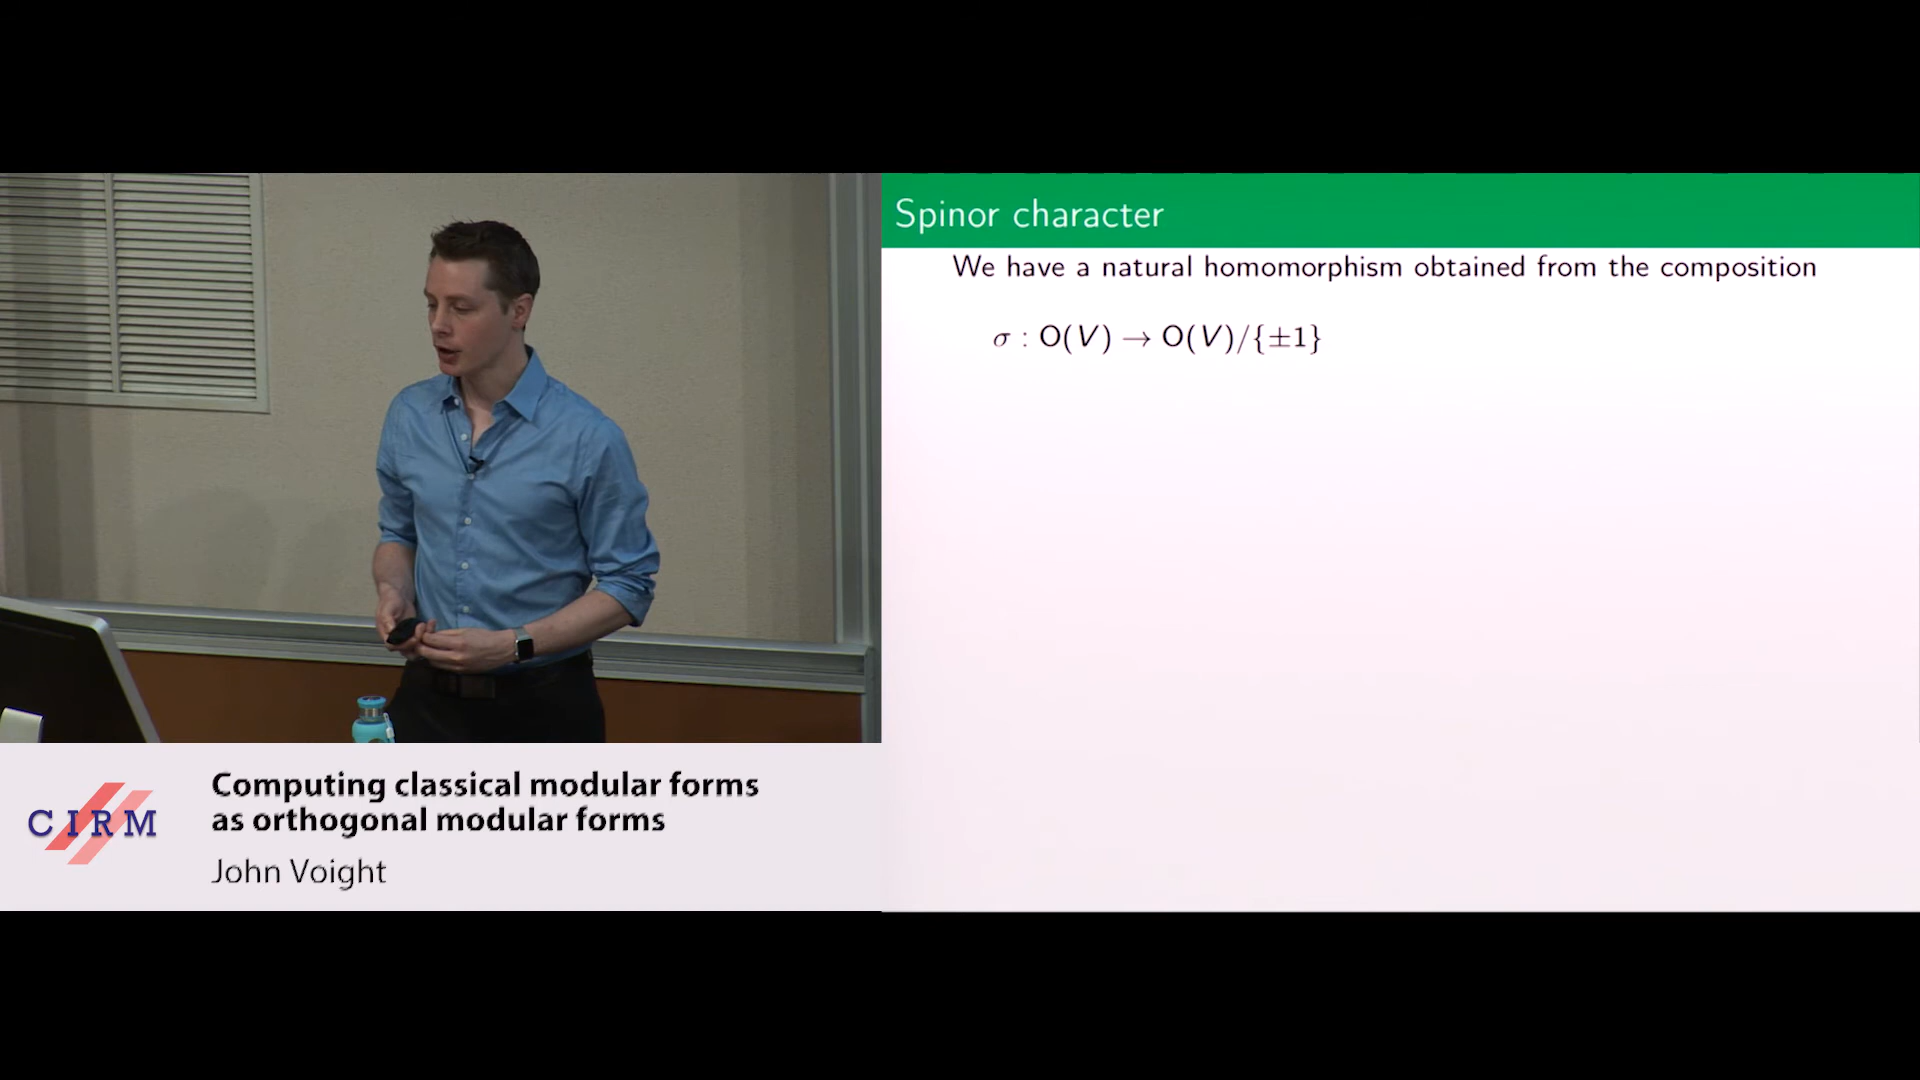 Spinor character
We have a natural homomorphism obtained from the composition
σ : O(V) → O(V)/{±1}
CIRM
Computing classical modular forms
as orthogonal modular forms
John Voight